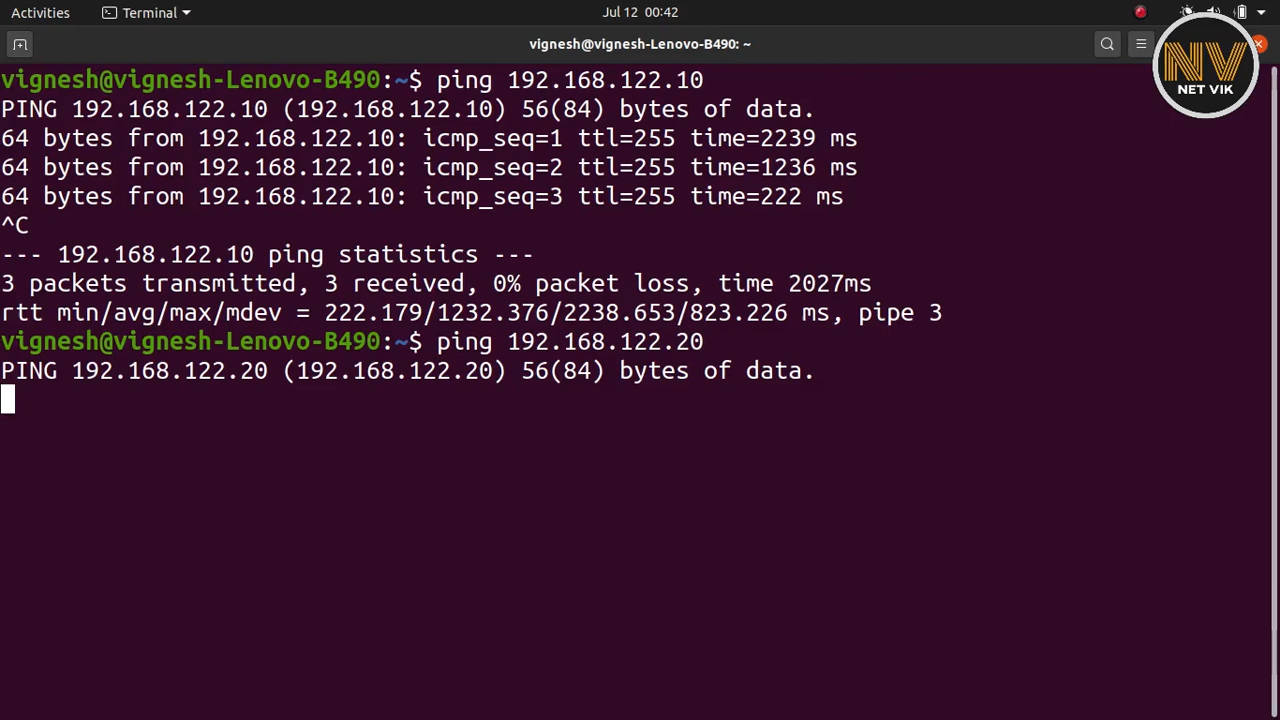 Activities Terminal Jul 12 00:42
vignesh@vignesh-Lenovo-B490: ~
NV
NET VIK
vignesh@vignesh-Lenovo-B490:~$ ping 192.168.122.10
PING 192.168.122.10 (192.168.122.10) 56(84) bytes of data.
64 bytes from 192.168.122.10: icmp_seq=1 ttl=255 time=2239 ms
64 bytes from 192.168.122.10: icmp_seq=2 ttl=255 time=1236 ms
64 bytes from 192.168.122.10: icmp_seq=3 ttl=255 time=222 ms
^C
--- 192.168.122.10 ping statistics ---
3 packets transmitted, 3 received, 0% packet loss, time 2027ms
rtt min/avg/max/mdev = 222.179/1232.376/2238.653/823.226 ms, pipe 3
vignesh@vignesh-Lenovo-B490:~$ ping 192.168.122.20
PING 192.168.122.20 (192.168.122.20) 56(84) bytes of data.